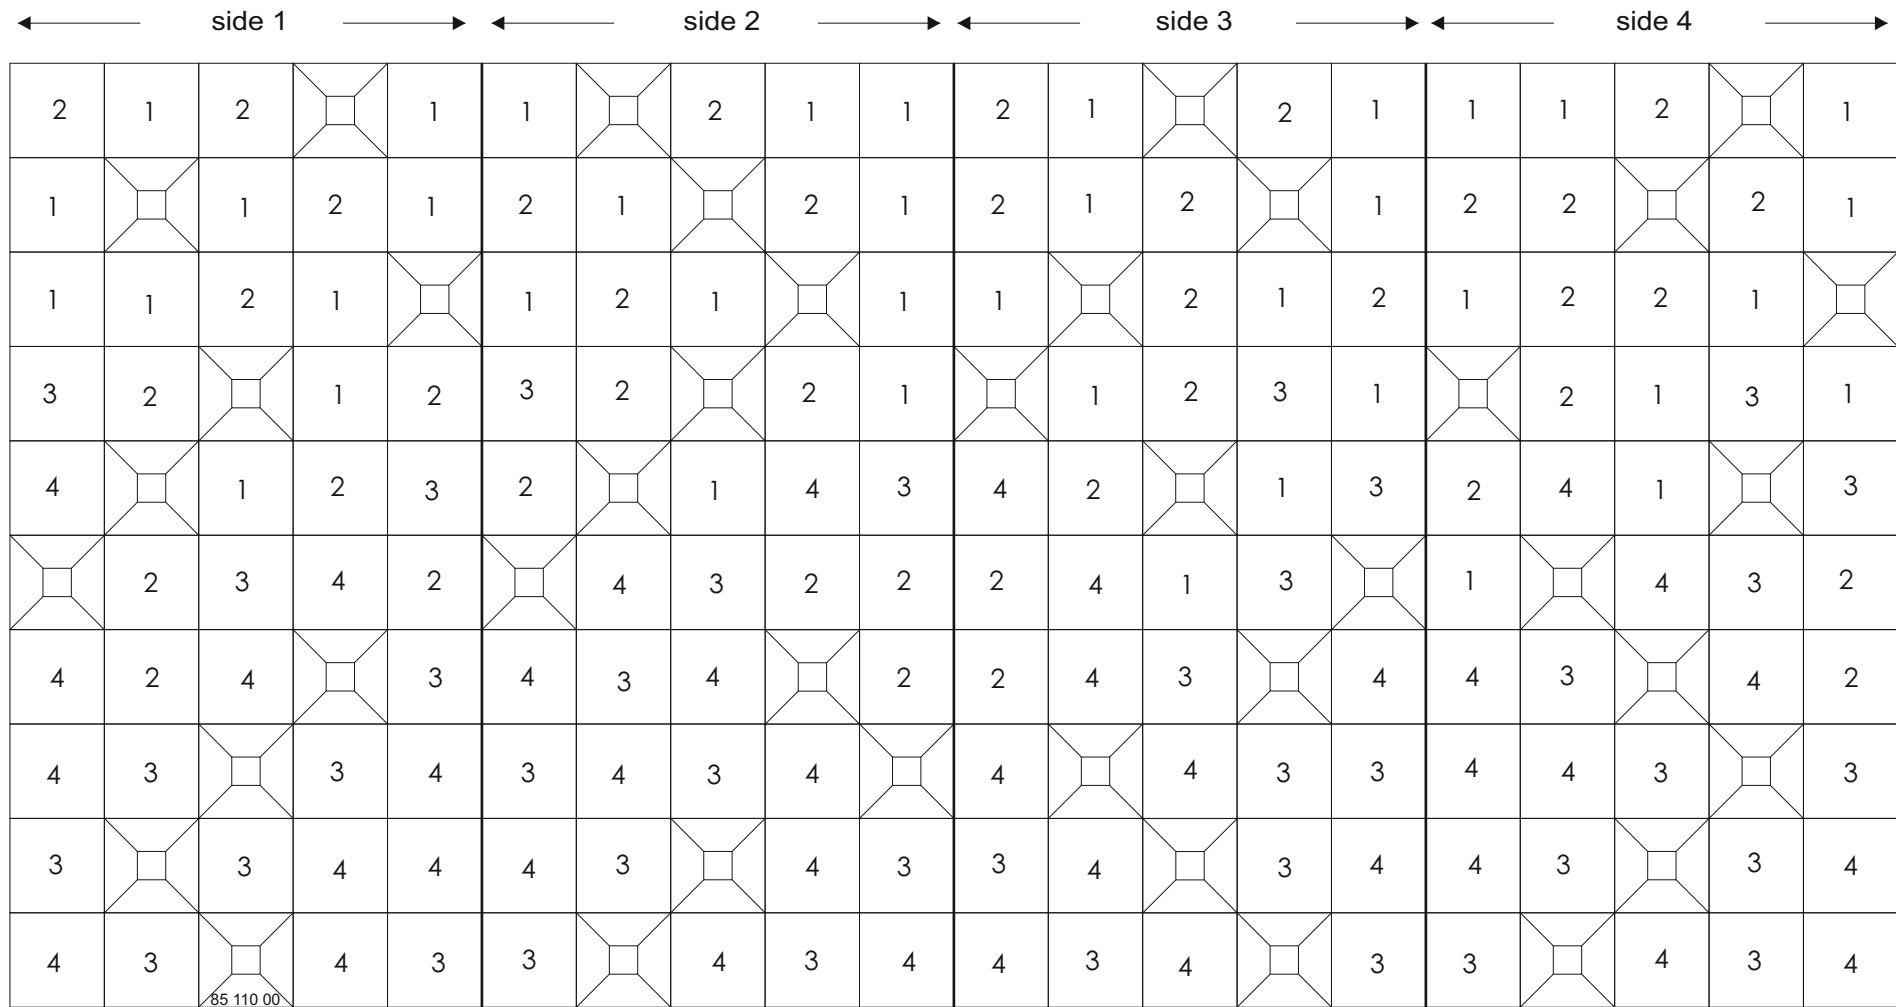 side 1 side 2 side 3 side 4
2 1 2 1 1 2 1 1 2 1 2 1 1 1 2 1
1 1 2 1 2 1 2 1 2 1 2 1 2 2 2 1
1 1 2 1 1 2 1 1 1 2 1 2 1 2 2 1
3 2 1 2 3 2 2 1 1 2 3 1 2 1 3 1
4 1 2 3 2 1 4 3 4 2 1 3 2 4 1 3
2 3 4 2 4 3 2 2 2 4 1 3 1 4 3 2
4 2 4 3 4 3 4 2 2 4 3 4 4 3 4 2
4 3 3 4 3 4 3 4 4 4 3 3 4 4 3 3
3 3 4 4 4 3 4 3 3 4 3 4 4 3 3 4
4 3 4 3 3 4 3 4 4 3 4 3 3 4 3 4
85 110 00